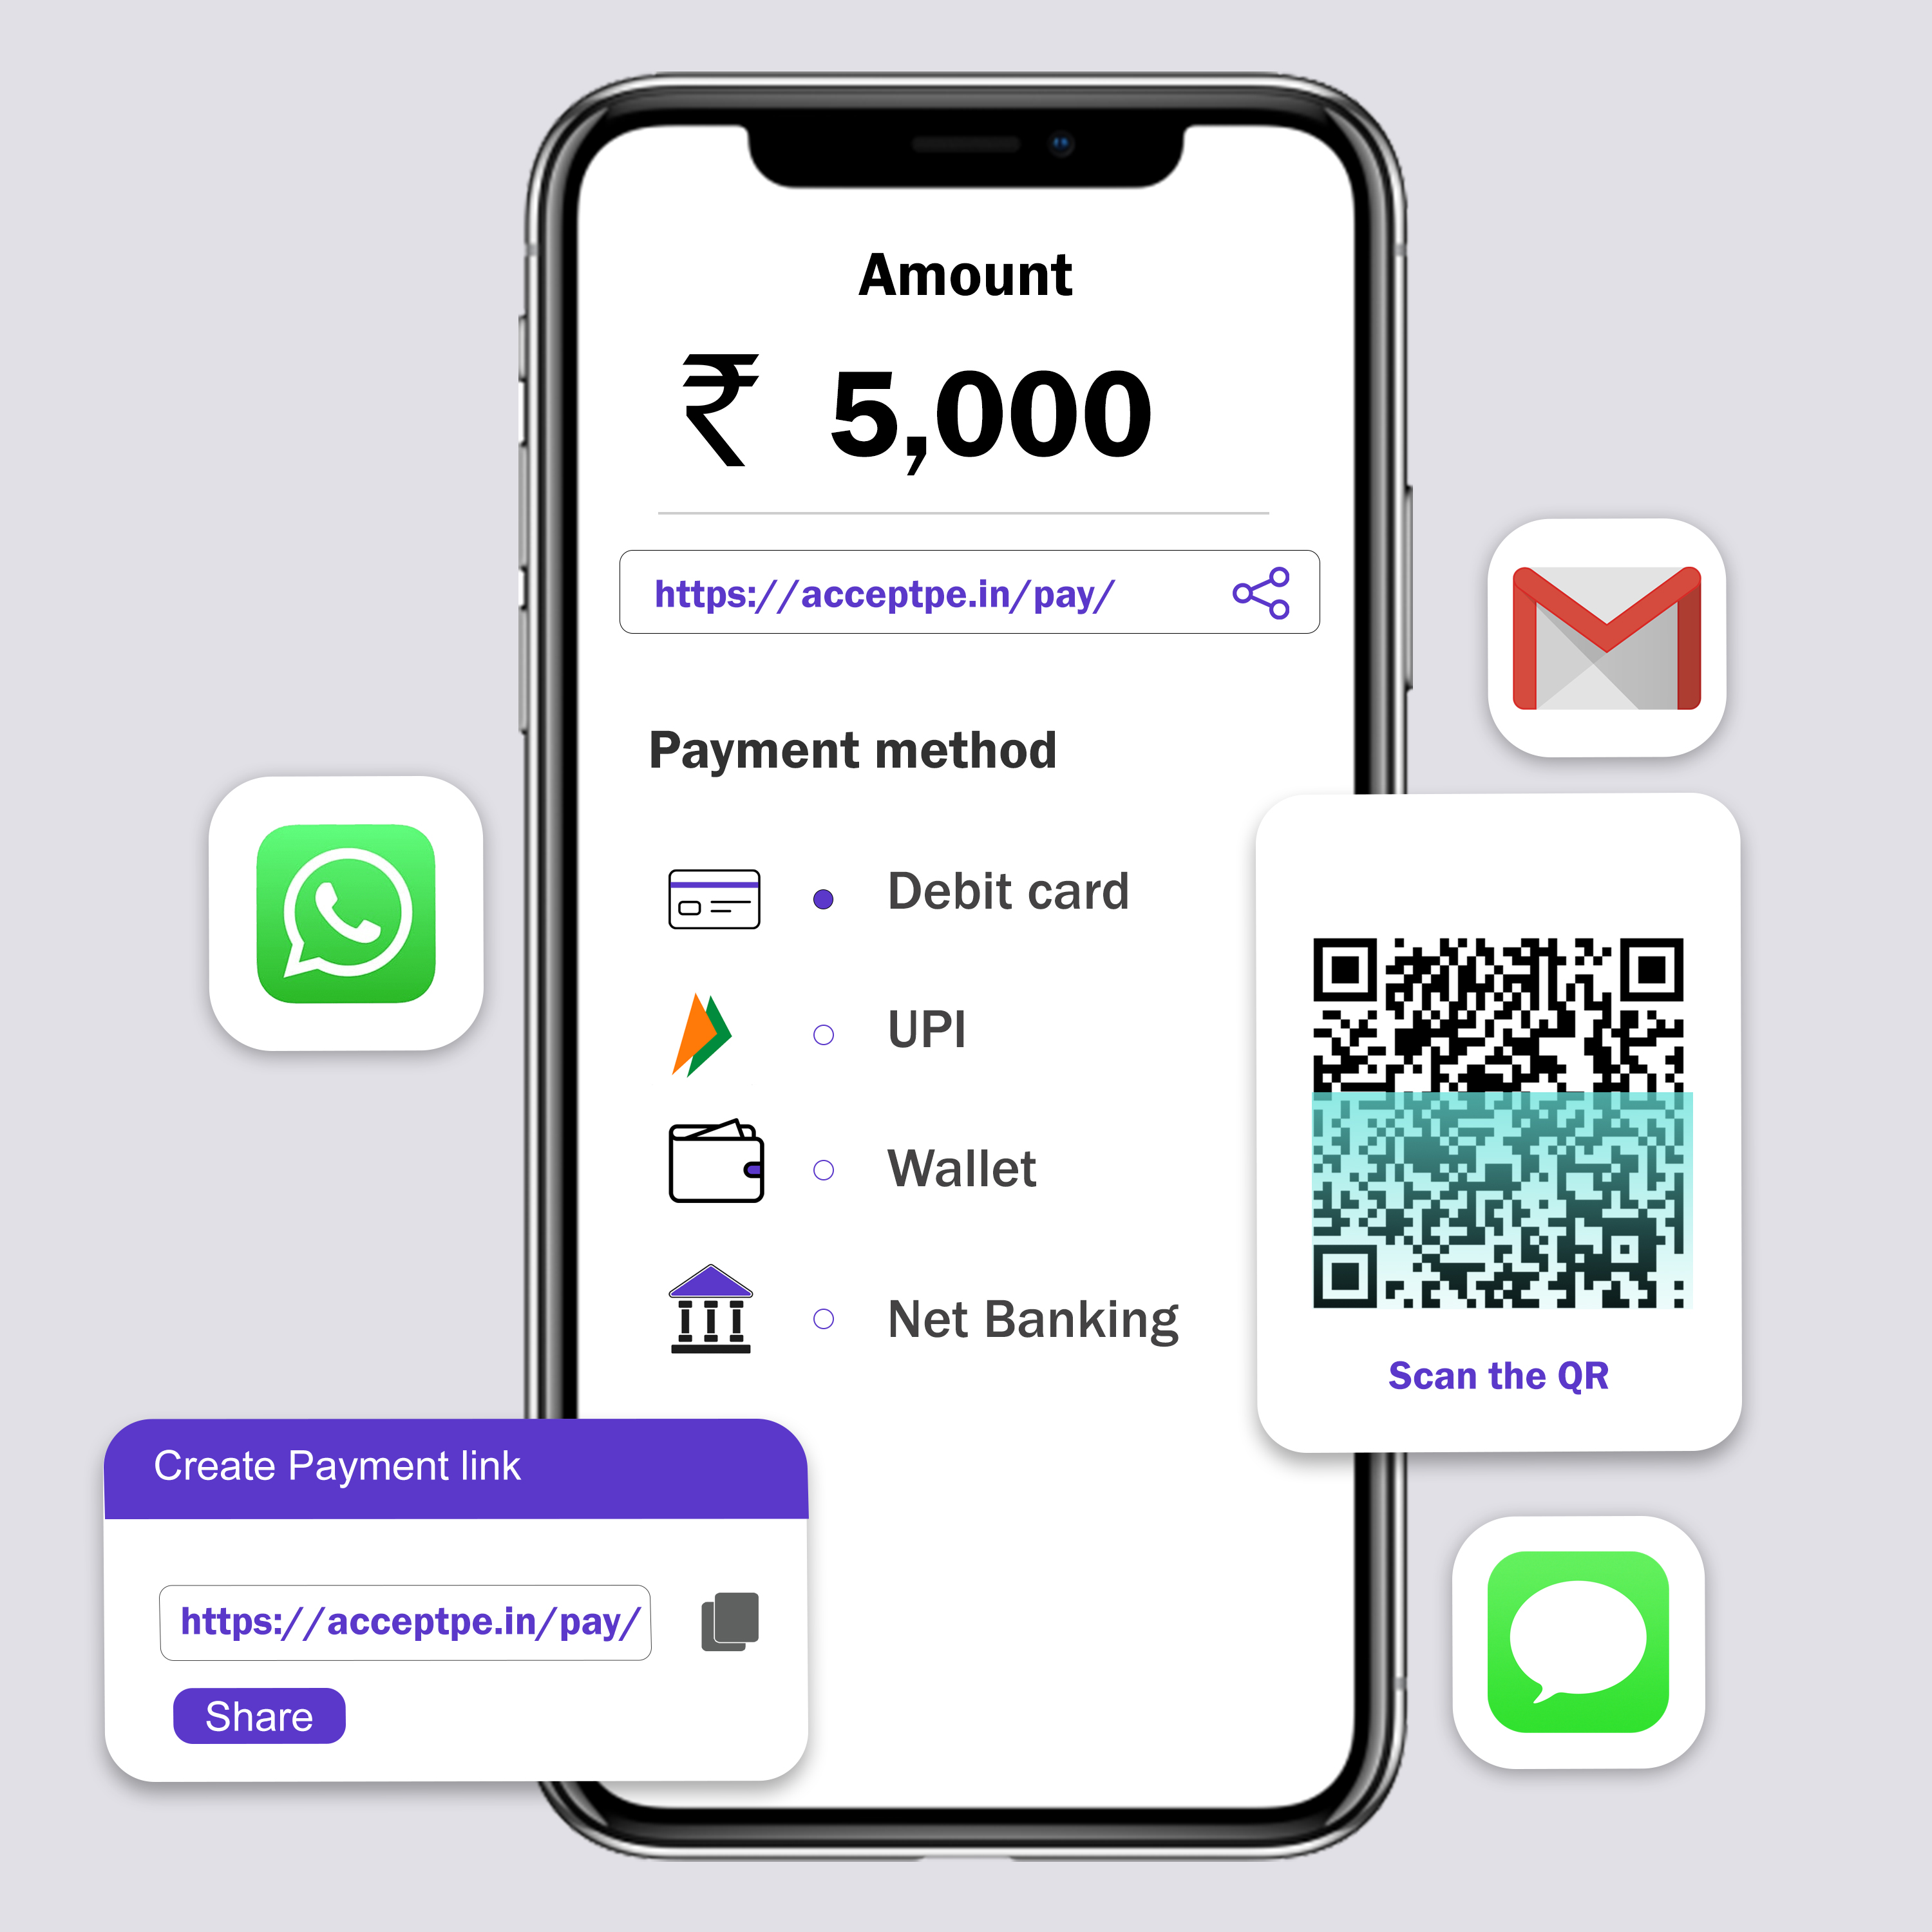 Amount
₹ 5,000
https://acceptpe.in/pay/
Payment method
Debit card
UPI
Wallet
Net Banking
Scan the QR
Create Payment link
https://acceptpe.in/pay/
Share